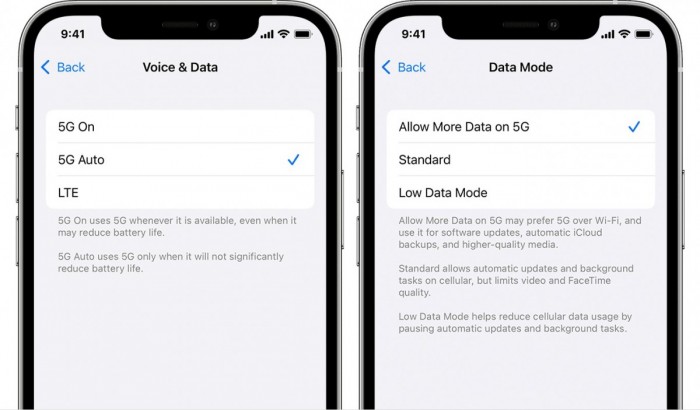 9:41
Back
Voice & Data
5G On
5G Auto
LTE
5G On uses 5G whenever it is available, even when it
may reduce battery life.
5G Auto uses 5G only when it will not significantly
reduce battery life.
9:41
Back
Data Mode
Allow More Data on 5G
Standard
Low Data Mode
Allow More Data on 5G may prefer 5G over Wi-Fi, and
use it for software updates, automatic iCloud
backups, and higher-quality media.
Standard allows automatic updates and background
tasks on cellular, but limits video and FaceTime
quality.
Low Data Mode helps reduce cellular data usage by
pausing automatic updates and background tasks.